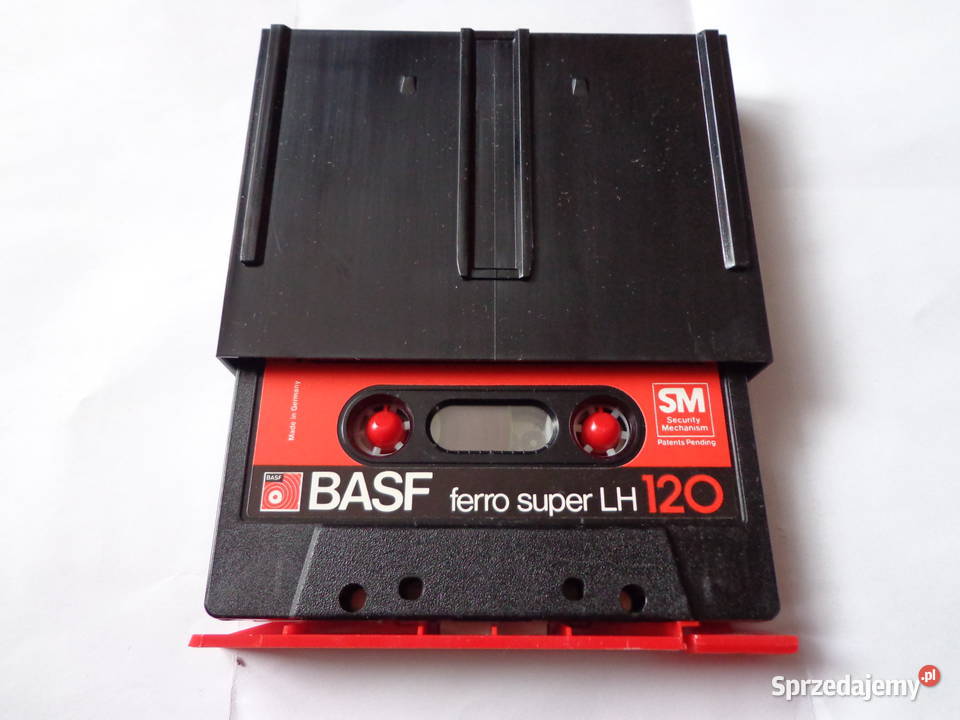 Made in Germany
SM
Security
Mechanism
Patents Pending
BASF
BASF ferro super LH 120
Sprzedajemy.pl